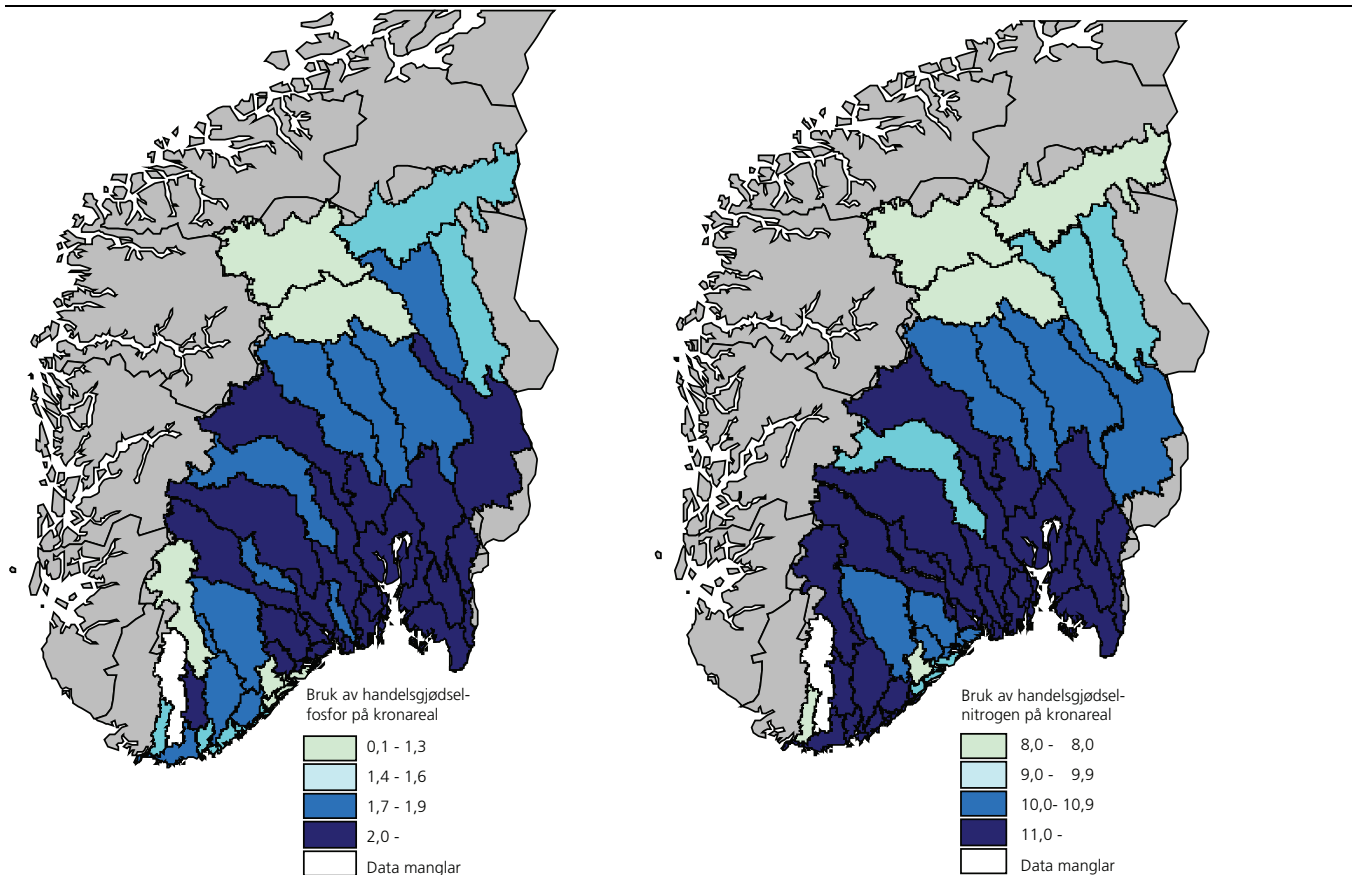 Bruk av handelsgjødsel-
fosfor på kronareal
0,1 - 1,3
1,4 - 1,6
1,7 - 1,9
2,0 -
Data manglar
Bruk av handelsgjødsel-
nitrogen på kronareal
8,0 - 8,0
9,0 - 9,9
10,0- 10,9
11,0 -
Data manglar